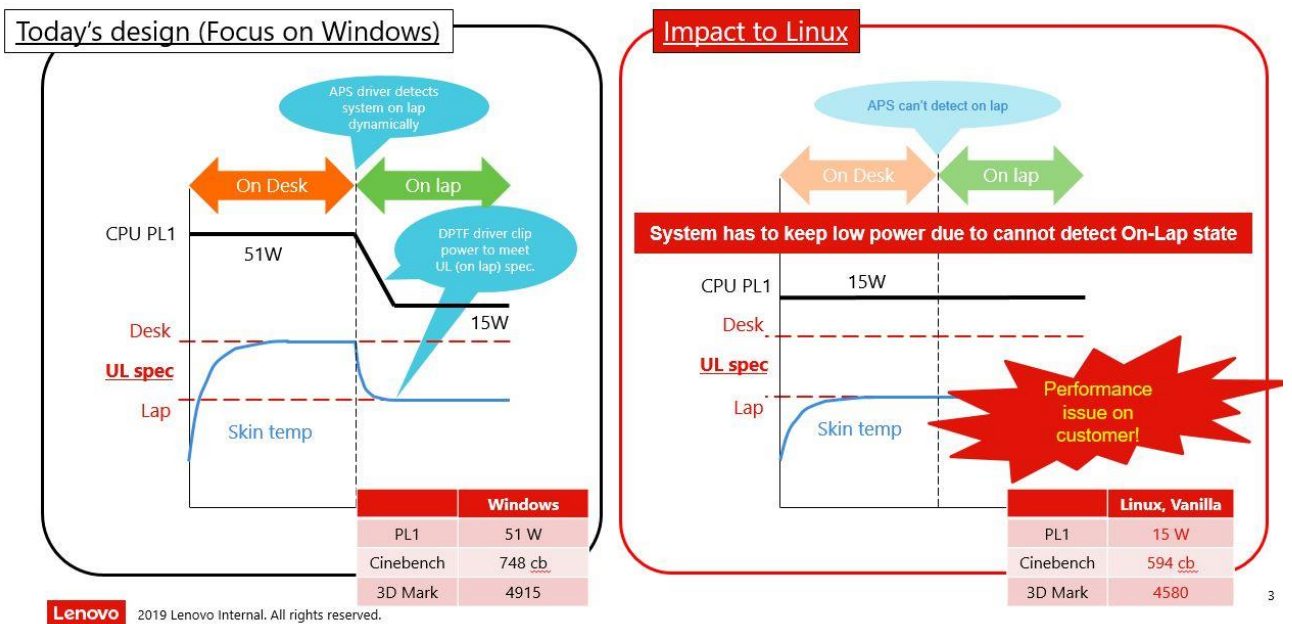 Today's design (Focus on Windows)
APS driver detects
system on lap
dynamically
On Desk
On lap
CPU PL1
51W
DPTF driver clip
power to meet
UL (on lap) spec.
15W
Desk
UL spec
Lap
Skin temp
Windows
PL1 51 W
Cinebench 748 cb
3D Mark 4915
Impact to Linux
APS can't detect on lap
On Desk
On lap
System has to keep low power due to cannot detect On-Lap state
CPU PL1
15W
Desk
UL spec
Lap
Skin temp
Performance
issue on
customer!
Linux, Vanilla
PL1 15 W
Cinebench 594 cb
3D Mark 4580
Lenovo 2019 Lenovo Internal. All rights reserved.
3